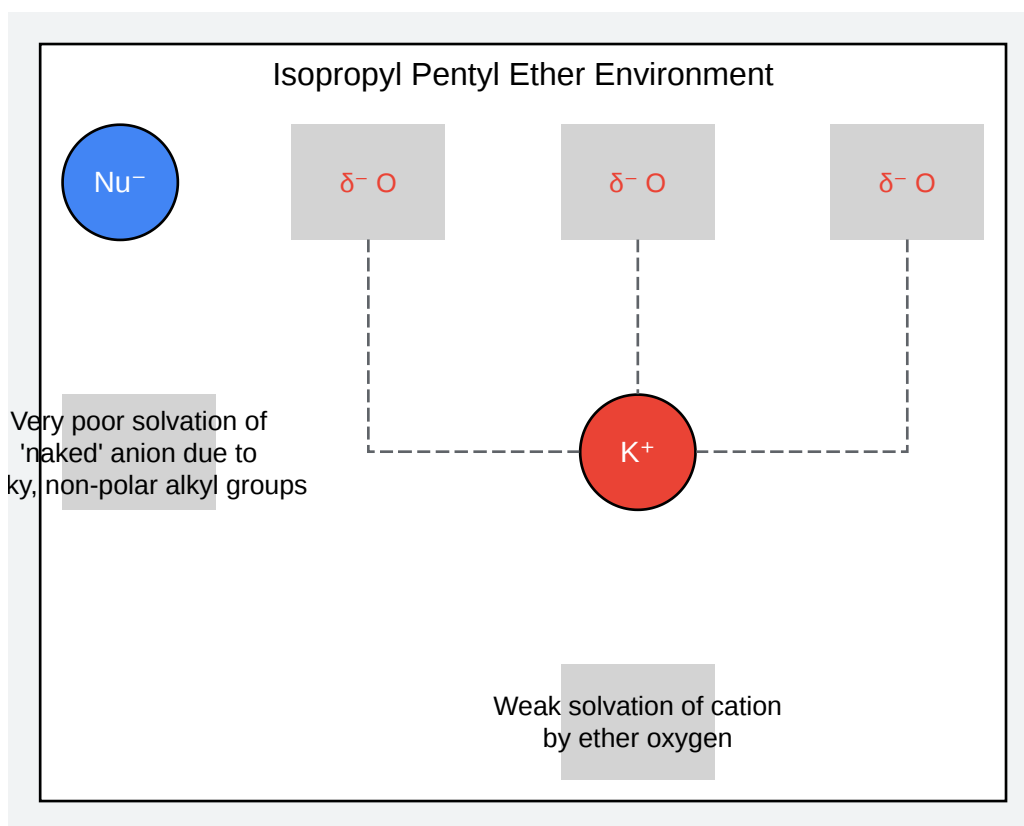 Isopropyl Pentyl Ether Environment
Nu⁻
δ⁻ O
δ⁻ O
δ⁻ O
Very poor solvation of
'naked' anion due to
ky, non-polar alkyl groups
K⁺
Weak solvation of cation
by ether oxygen